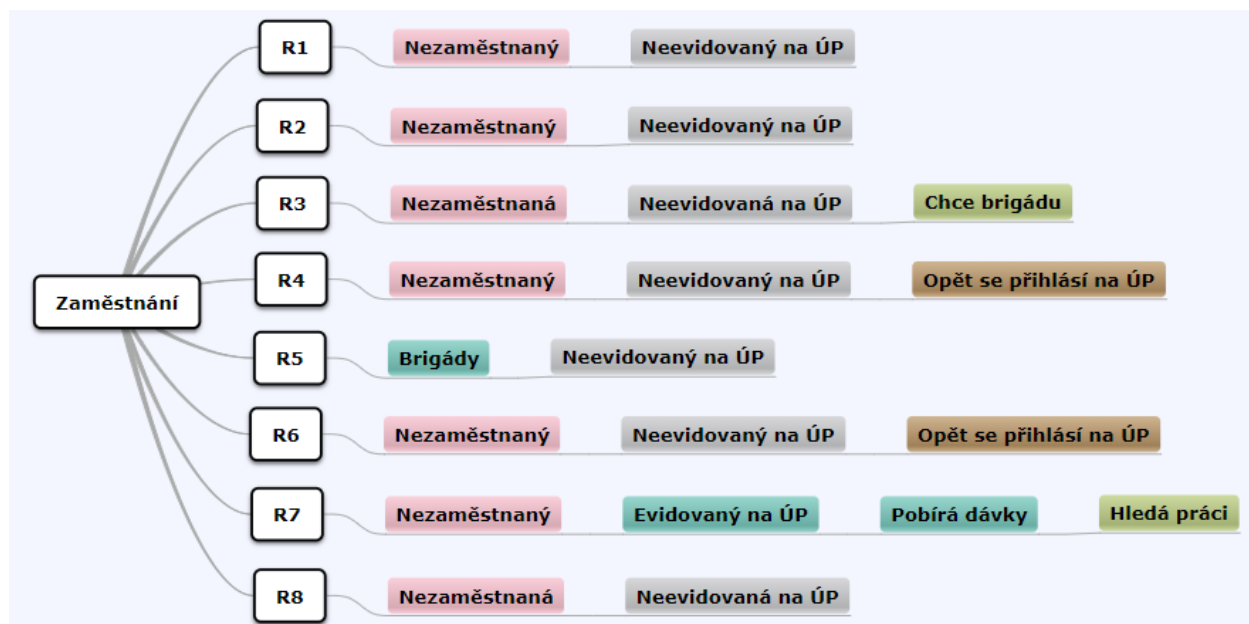 R1 Nezaměstnaný Neevidovaný na ÚP
R2 Nezaměstnaný Neevidovaný na ÚP
R3 Nezaměstnaná Neevidovaná na ÚP Chce brigádu
R4 Nezaměstnaný Neevidovaný na ÚP Opět se přihlásí na ÚP
Zaměstnání
R5 Brigády Neevidovaný na ÚP
R6 Nezaměstnaný Neevidovaný na ÚP Opět se přihlásí na ÚP
R7 Nezaměstnaný Evidovaný na ÚP Pobírá dávky Hledá práci
R8 Nezaměstnaná Neevidovaná na ÚP